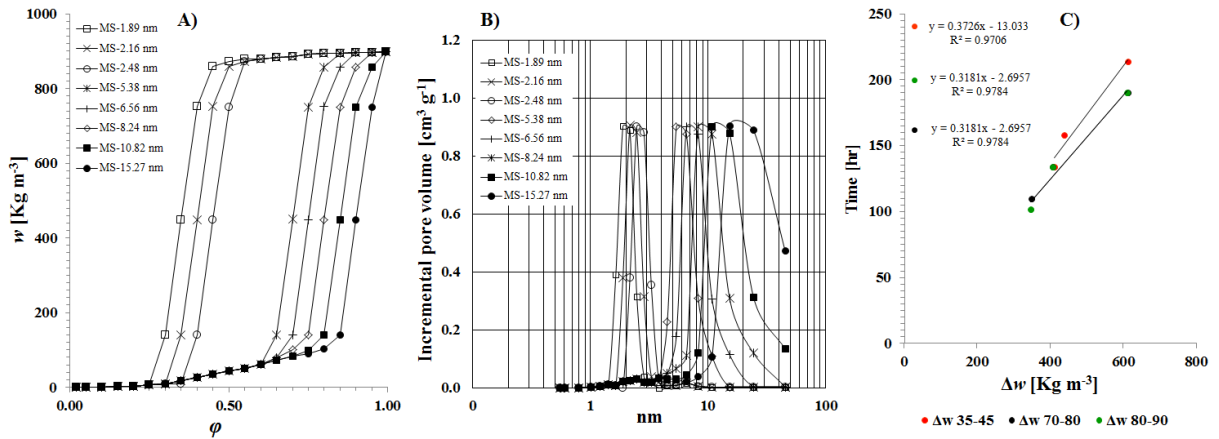 A)
MS-1.89 nm
MS-2.16 nm
MS-2.48 nm
MS-5.38 nm
MS-6.56 nm
MS-8.24 nm
MS-10.82 nm
MS-15.27 nm
w [Kg m-3]
1000
800
600
400
200
0
0.00
0.50
1.00
φ
B)
MS-1.89 nm
MS-2.16 nm
MS-2.48 nm
MS-5.38 nm
MS-6.56 nm
MS-8.24 nm
MS-10.82 nm
MS-15.27 nm
Incremental pore volume [cm³ g-1]
1.2
1.0
0.8
0.6
0.4
0.2
0.0
0
1
10
100
nm
C)
y = 0.3726x - 13.033
R² = 0.9706
y = 0.3181x - 2.6957
R² = 0.9784
y = 0.3181x - 2.6957
R² = 0.9784
Time [hr]
250
200
150
100
50
0
0
200
400
600
800
Δw [Kg m-3]
Δw 35-45
Δw 70-80
Δw 80-90